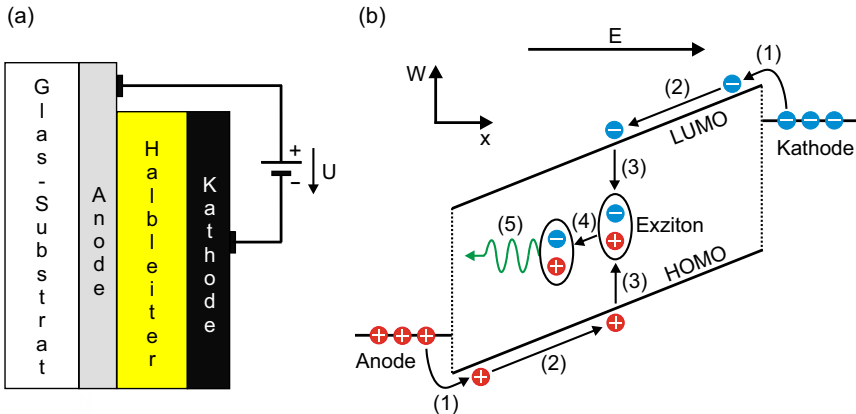 (a)
Glas-Substrat
Anode
Halbleiter
Kathode
+
−
U
(b)
E
W
x
(1)
(2)
LUMO
Kathode
(3)
(4)
(5)
Exziton
(3)
HOMO
Anode
(2)
(1)